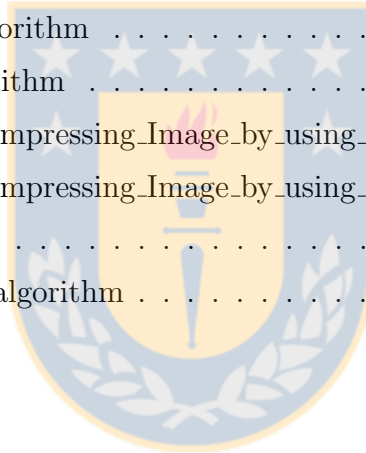 orithm . . . . . . . . . . . .
ithm . . . . . . . . . . . . .
mpressing_Image_by_using_
mpressing_Image_by_using_
. . . . . . . . . . . . . . .
algorithm . . . . . . . . . .